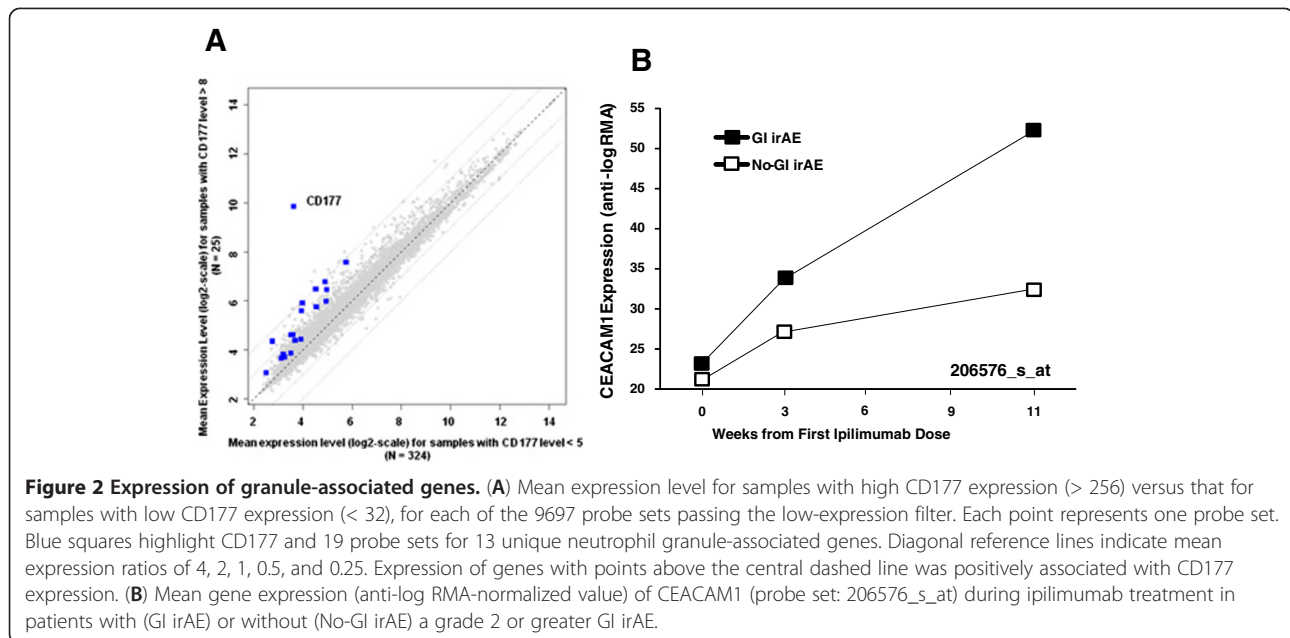 A
Mean Expression Level (log2-scale) for samples with CD177 level > 8
(N = 25)
14
12
10
8
6
4
2
CD177
2 4 6 8 10 12 14
Mean expression level (log2-scale) for samples with CD177 level < 5
(N = 324)
B
CEACAM1Expression (anti-logRMA)
55
50
45
40
35
30
25
20
GI irAE
No-GI irAE
206576_s_at
0 3 6 9 11
Weeks from First Ipilimumab Dose
Figure 2 Expression of granule-associated genes. (A) Mean expression level for samples with high CD177 expression (> 256) versus that for
samples with low CD177 expression (< 32), for each of the 9697 probe sets passing the low-expression filter. Each point represents one probe set.
Blue squares highlight CD177 and 19 probe sets for 13 unique neutrophil granule-associated genes. Diagonal reference lines indicate mean
expression ratios of 4, 2, 1, 0.5, and 0.25. Expression of genes with points above the central dashed line was positively associated with CD177
expression. (B) Mean gene expression (anti-log RMA-normalized value) of CEACAM1 (probe set: 206576_s_at) during ipilimumab treatment in
patients with (GI irAE) or without (No-GI irAE) a grade 2 or greater GI irAE.